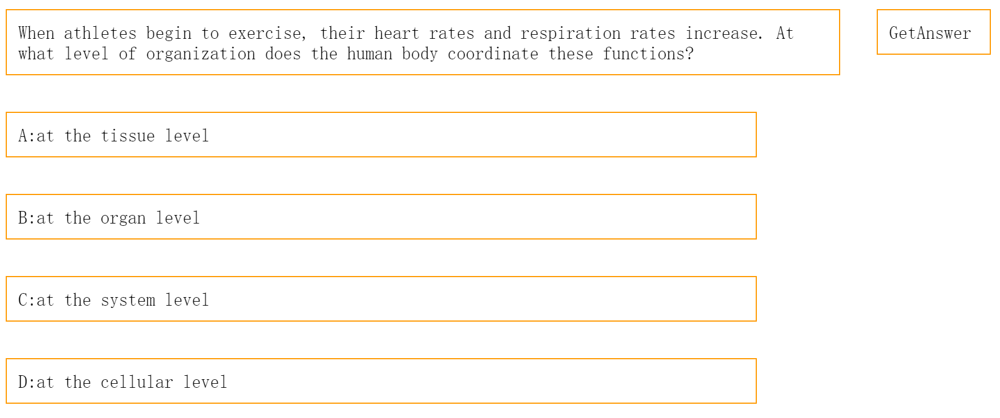 When athletes begin to exercise, their heart rates and respiration rates increase. At
what level of organization does the human body coordinate these functions?
GetAnswer
A:at the tissue level
B:at the organ level
C:at the system level
D:at the cellular level